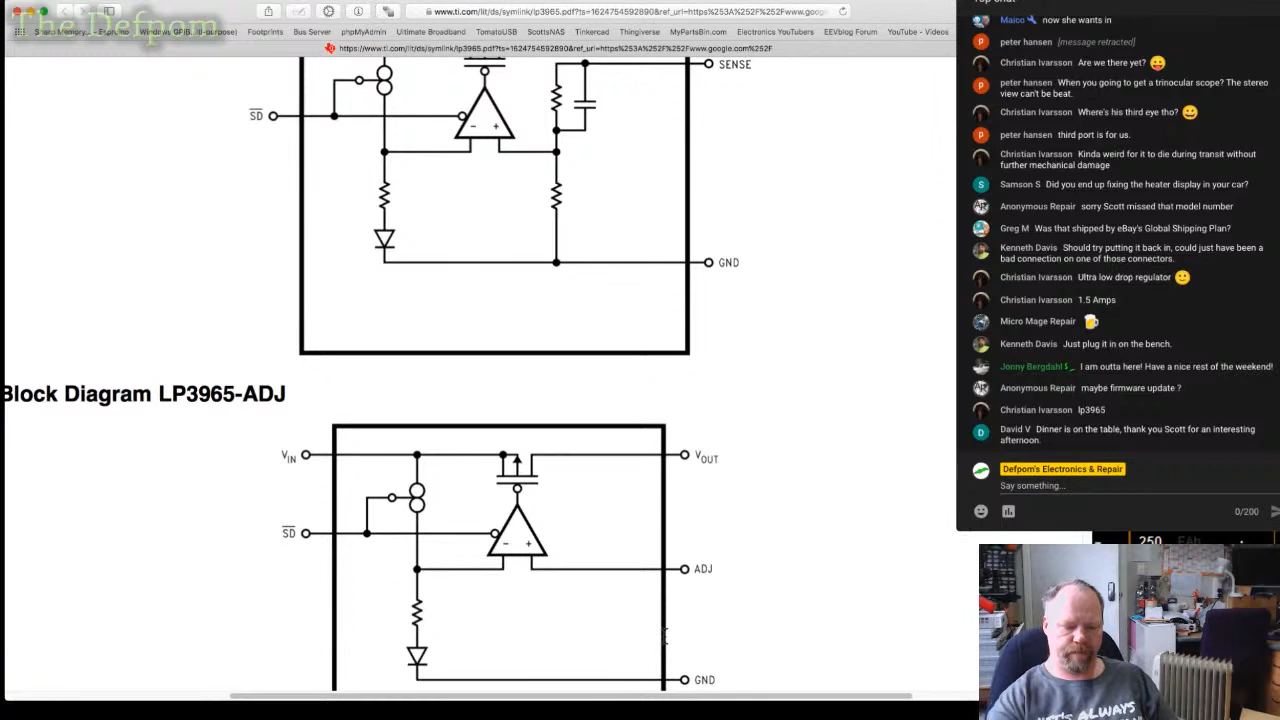 The Defpom
www.ti.com/lit/ds/symlink/lp3965.pdf?ts=1624754592890&ref_url=https%253A%252F%252Fwww.google.com%252F
Sharp Memory... - Espruino
Windows GPIB
ti-purpose)
Footprints
Bus Server
phpMyAdmin
Ultimate Broadband
TomatoUSB
ScottsNAS
Tinkercad
Thingiverse
MyPartsBin.com
Electronics YouTubers
EEVblog Forum
YouTube - Videos
https://www.ti.com/lit/ds/symlink/lp3965.pdf?ts=1624754592890&ref_url=https%253A%252F%252Fwww.google.com%252F
SENSE
SD
- +
GND
Block Diagram LP3965-ADJ
VIN
VOUT
SD
- +
ADJ
GND
Top chat
Maico now she wants in
peter hansen [message retracted]
Christian Ivarsson Are we there yet?
peter hansen When you going to get a trinocular scope? The stereo
view can't be beat.
Christian Ivarsson Where's his third eye tho?
peter hansen third port is for us.
Christian Ivarsson Kinda weird for it to die during transit without
further mechanical damage
S
Samson S Did you end up fixing the heater display in your car?
Anonymous Repair sorry Scott missed that model number
Greg M Was that shipped by eBay's Global Shipping Plan?
Kenneth Davis Should try putting it back in, could just have been a
bad connection on one of those connectors.
Christian Ivarsson Ultra low drop regulator
Christian Ivarsson 1.5 Amps
Micro Mage Repair
Kenneth Davis Just plug it in on the bench.
Jonny Bergdahl I am outta here! Have a nice rest of the weekend!
Anonymous Repair maybe firmware update ?
Christian Ivarsson lp3965
D
David V Dinner is on the table, thank you Scott for an interesting
afternoon.
Defpom's Electronics & Repair
Say something...
0/200
250
LET'S ALWAYS